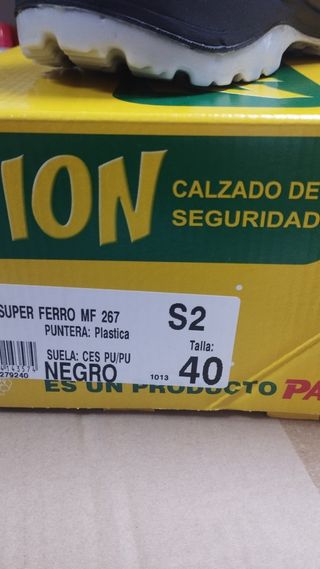 ION
CALZADO DE
SEGURIDAD
SUPER FERRO MF 267
S2
PUNTERA: Plastica
Talla:
SUELA: CES PU/PU
NEGRO
1013
40
279240
ES UN PRODUCTO PA